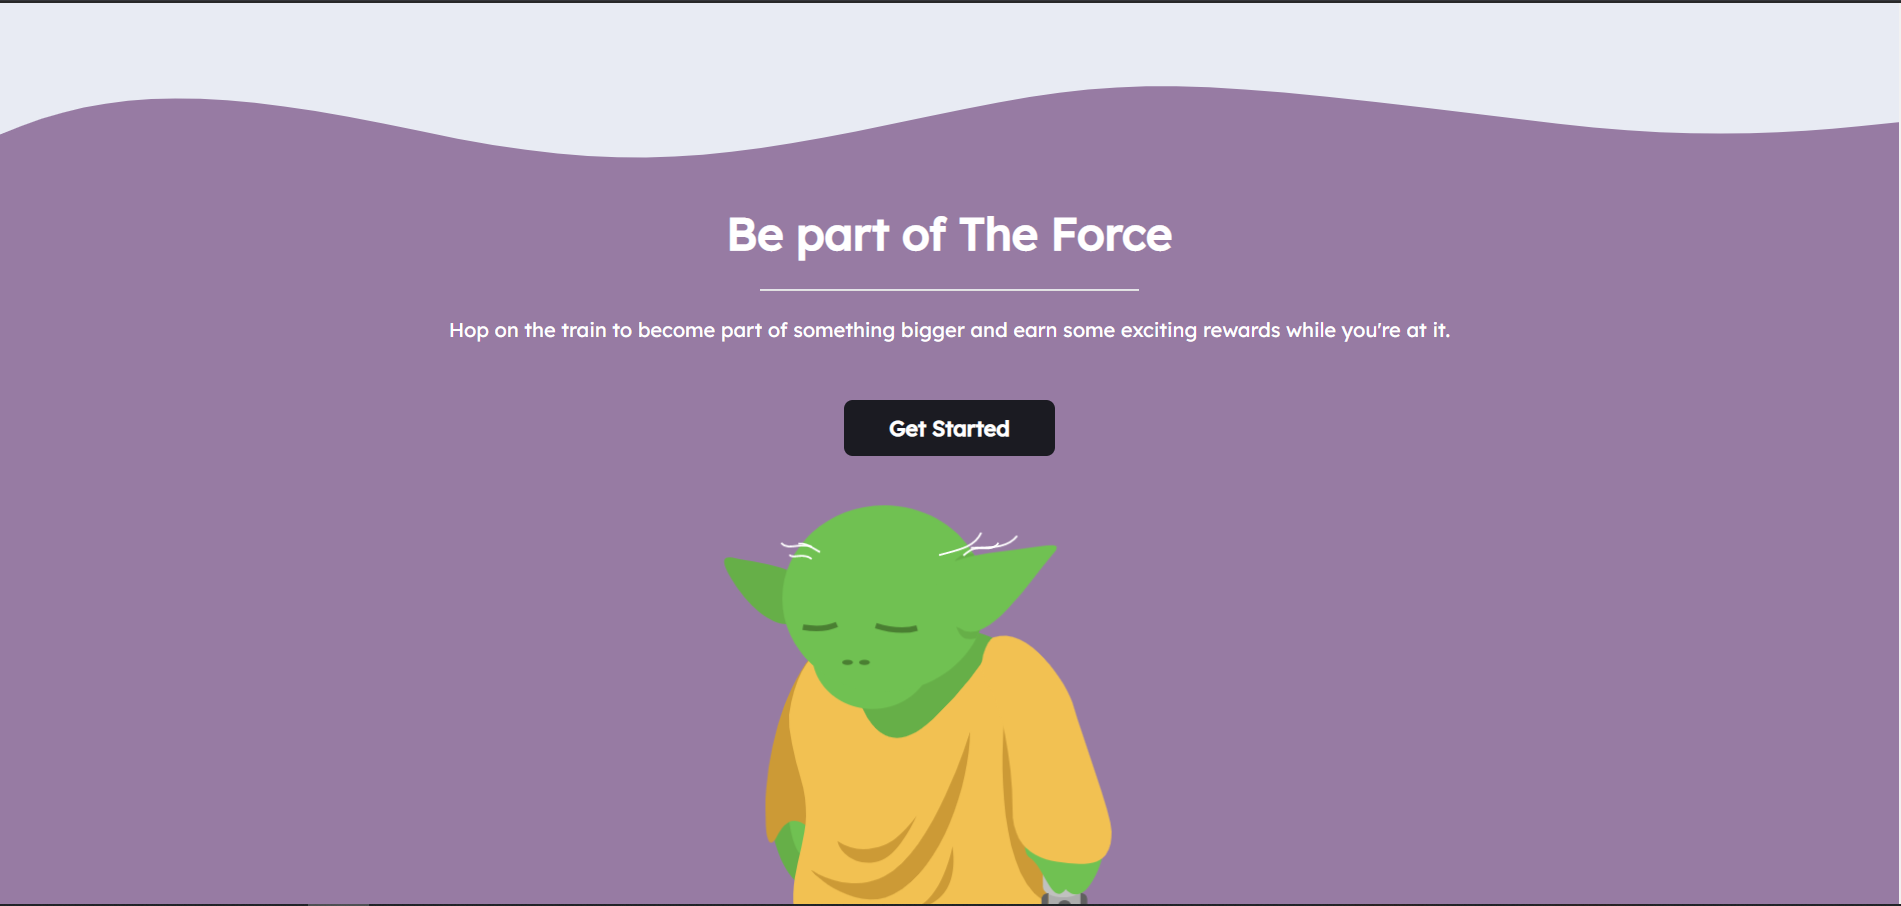 Be part of The Force
Hop on the train to become part of something bigger and earn some exciting rewards while you're at it.
Get Started